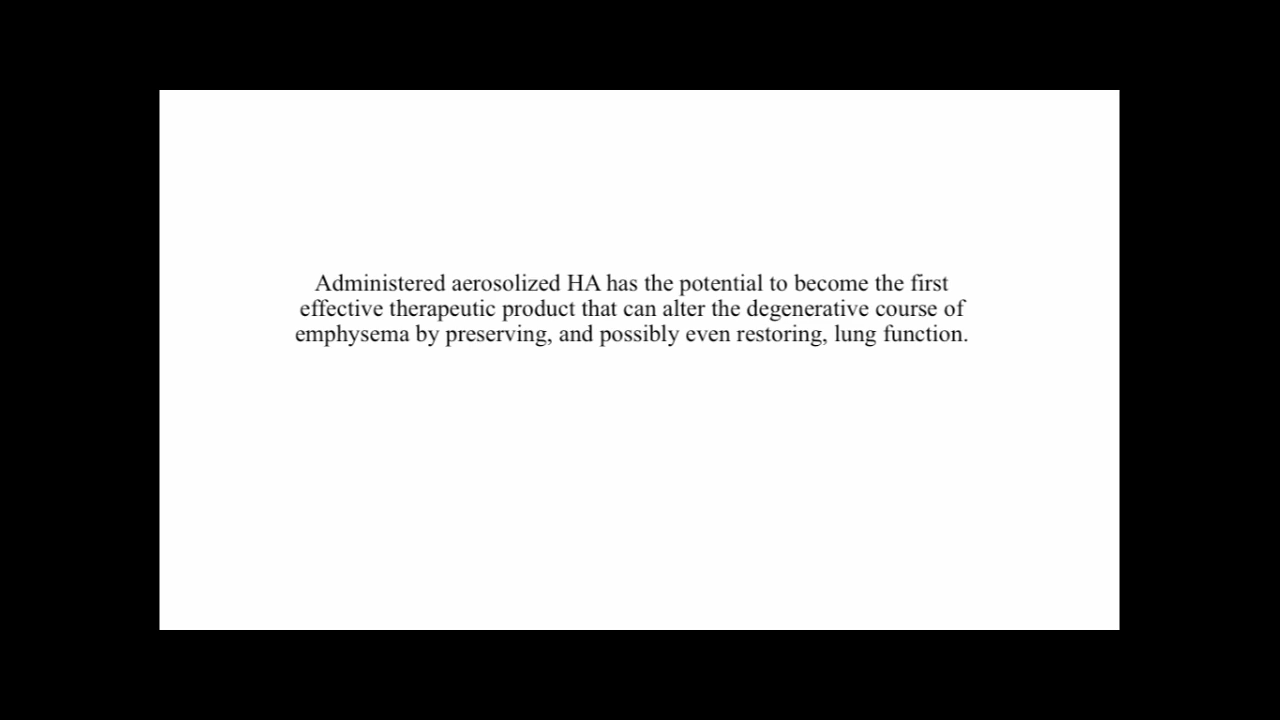 Administered aerosolized HA has the potential to become the first
effective therapeutic product that can alter the degenerative course of
emphysema by preserving, and possibly even restoring, lung function.